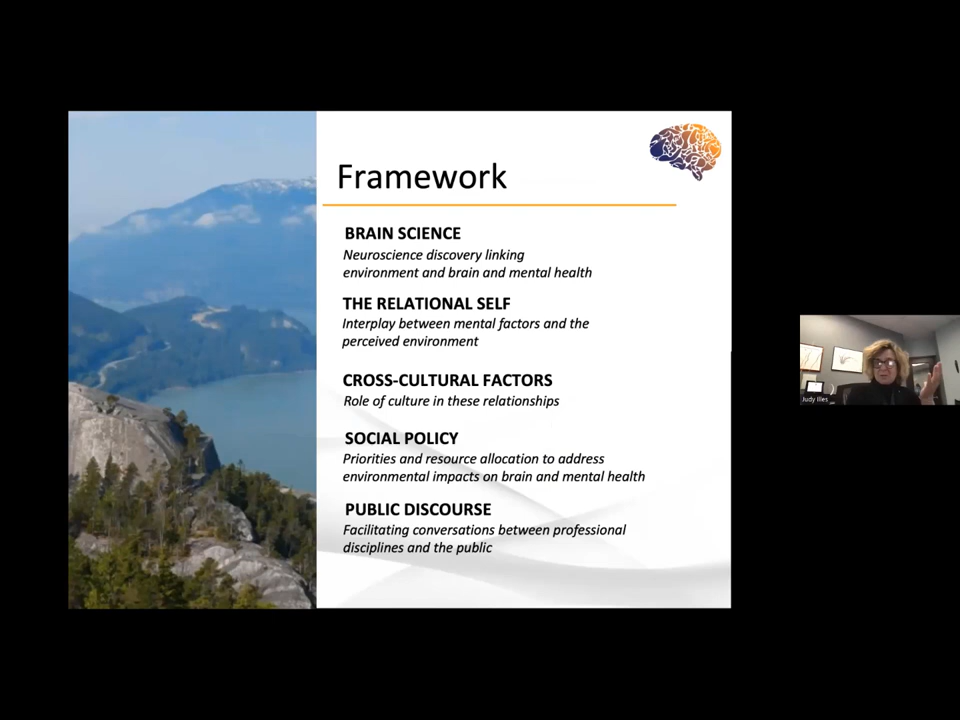 Framework
BRAIN SCIENCE
Neuroscience discovery linking
environment and brain and mental health
THE RELATIONAL SELF
Interplay between mental factors and the
perceived environment
CROSS-CULTURAL FACTORS
Role of culture in these relationships
SOCIAL POLICY
Priorities and resource allocation to address
environmental impacts on brain and mental health
PUBLIC DISCOURSE
Facilitating conversations between professional
disciplines and the public
Judy Illes